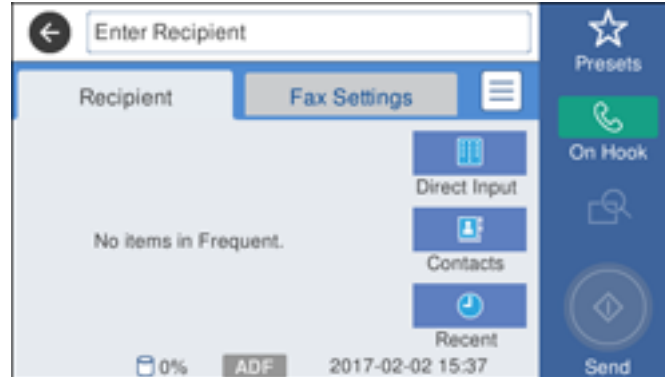 Enter Recipient
Presets
Recipient
Fax Settings
On Hook
Direct Input
No items in Frequent.
Contacts
Recent
0%
ADF
2017-02-02 15:37
Send